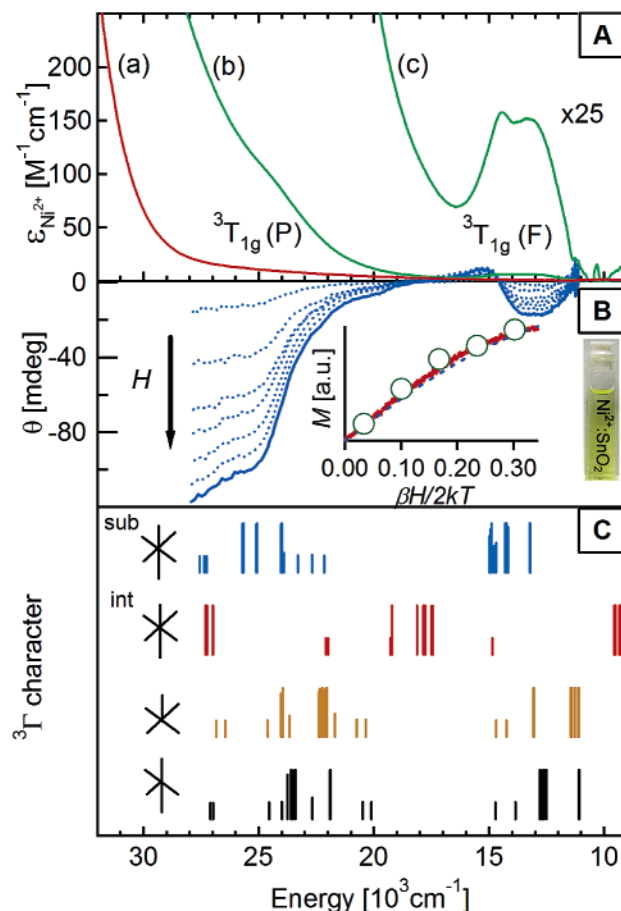 A
(a) (b) (c) x25
ε_Ni²⁺ [M⁻¹cm⁻¹]
200
150
100
50
0
³T₁g (P) ³T₁g (F)
B
0
-40
-80
θ [mdeg]
H
M [a.u.]
0.00 0.10 0.20 0.30
βH/2kT
Ni²⁺:SnO₂
C
sub
int
³Γ character
30 25 20 15 10
Energy [10³cm⁻¹]